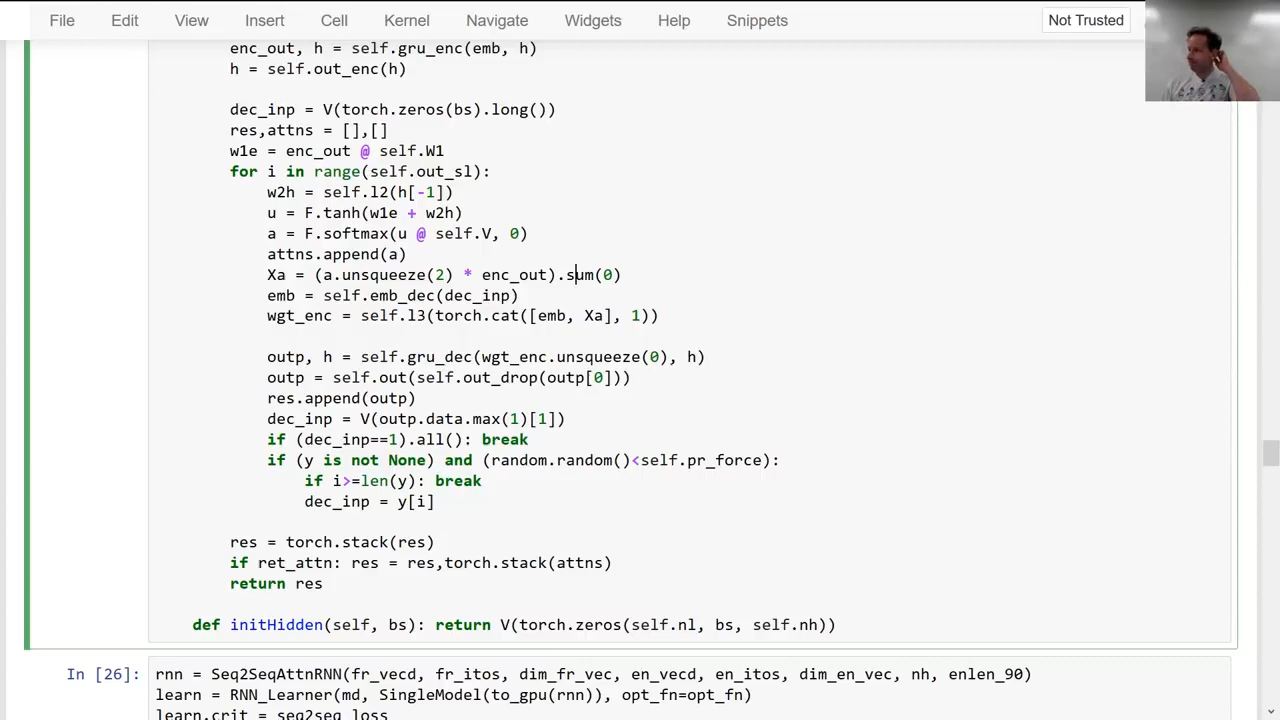 File Edit View Insert Cell Kernel Navigate Widgets Help Snippets Not Trusted
enc_out, h = self.gru_enc(emb, h)
h = self.out_enc(h)
dec_inp = V(torch.zeros(bs).long())
res,attns = [],[]
w1e = enc_out @ self.W1
for i in range(self.out_sl):
w2h = self.l2(h[-1])
u = F.tanh(w1e + w2h)
a = F.softmax(u @ self.V, 0)
attns.append(a)
Xa = (a.unsqueeze(2) * enc_out).sum(0)
emb = self.emb_dec(dec_inp)
wgt_enc = self.l3(torch.cat([emb, Xa], 1))
outp, h = self.gru_dec(wgt_enc.unsqueeze(0), h)
outp = self.out(self.out_drop(outp[0]))
res.append(outp)
dec_inp = V(outp.data.max(1)[1])
if (dec_inp==1).all(): break
if (y is not None) and (random.random()<self.pr_force):
if i>=len(y): break
dec_inp = y[i]
res = torch.stack(res)
if ret_attn: res = res,torch.stack(attns)
return res
def initHidden(self, bs): return V(torch.zeros(self.nl, bs, self.nh))
In [26]: rnn = Seq2SeqAttnRNN(fr_vecd, fr_itos, dim_fr_vec, en_vecd, en_itos, dim_en_vec, nh, enlen_90)
learn = RNN_Learner(md, SingleModel(to_gpu(rnn)), opt_fn=opt_fn)
learn.crit = seq2seq_loss